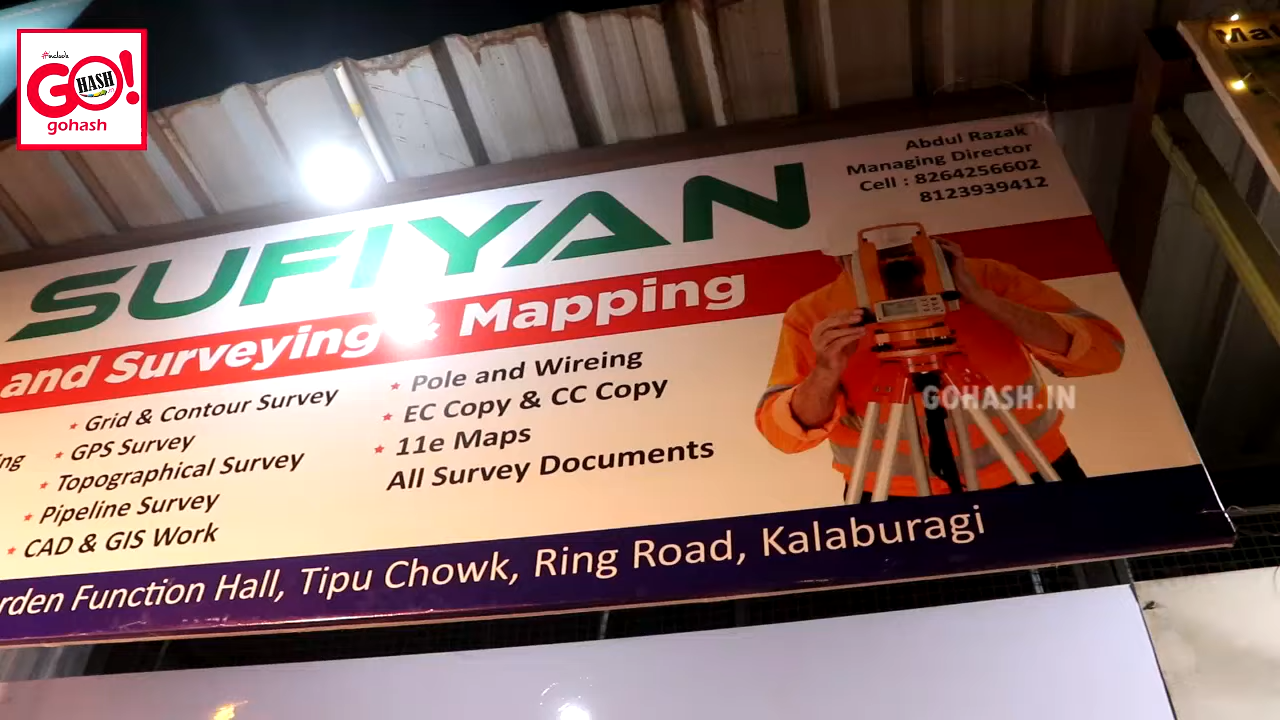 #include
GO!
HASH
gohash
Abdul Razak
Managing Director
Cell : 8264256602
8123939412
SUFIYAN
and Surveying & Mapping
Grid & Contour Survey
GPS Survey
Topographical Survey
Pipeline Survey
CAD & GIS Work
Pole and Wireing
EC Copy & CC Copy
11e Maps
All Survey Documents
GOHASH.IN
Function Hall, Tipu Chowk, Ring Road, Kalaburagi